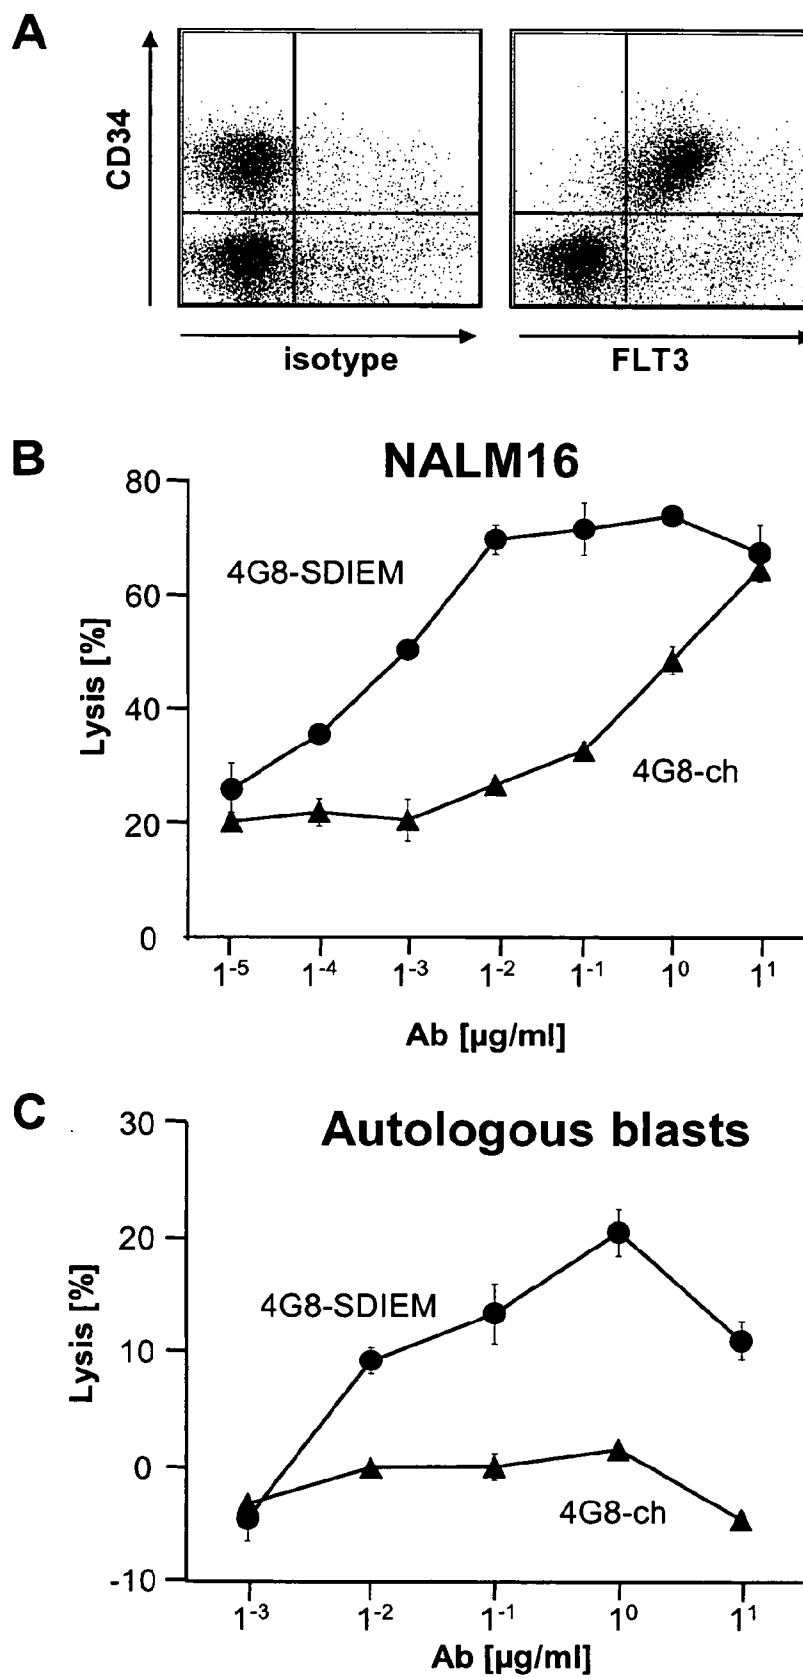 A
CD34
isotype
FLT3
B
NALM16
80
60
40
20
0
Lysis [%]
4G8-SDIEM
4G8-ch
1⁻⁵ 1⁻⁴ 1⁻³ 1⁻² 1⁻¹ 1⁰ 1¹
Ab [µg/ml]
C
Autologous blasts
30
20
10
0
-10
Lysis [%]
4G8-SDIEM
4G8-ch
1⁻³ 1⁻² 1⁻¹ 1⁰ 1¹
Ab [µg/ml]